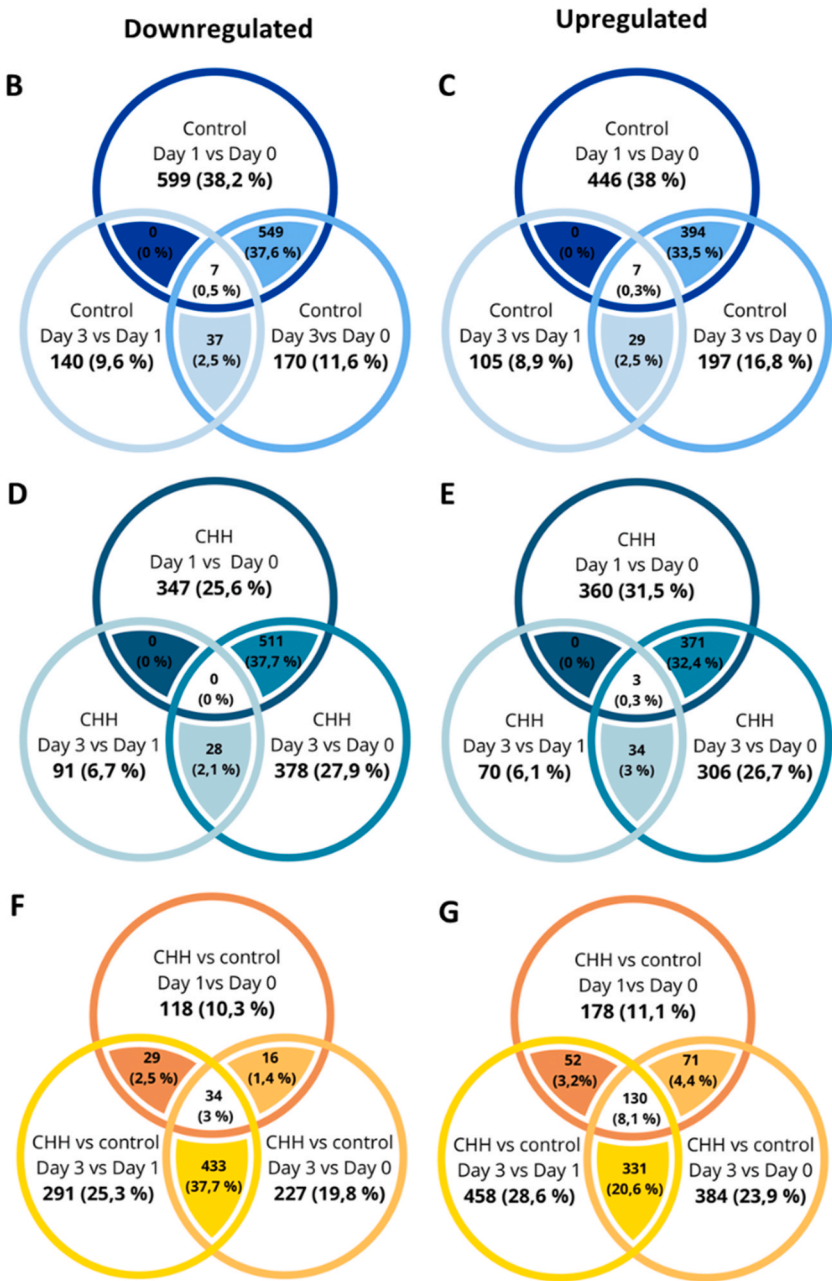 Downregulated
Upregulated
B
Control
Day 1 vs Day 0
599 (38,2 %)
0
(0 %)
549
(37,6 %)
7
(0,5 %)
Control
Day 3 vs Day 1
140 (9,6 %)
37
(2,5 %)
Control
Day 3vs Day 0
170 (11,6 %)
C
Control
Day 1 vs Day 0
446 (38 %)
0
(0 %)
394
(33,5 %)
7
(0,3%)
Control
Day 3 vs Day 1
105 (8,9 %)
29
(2,5 %)
Control
Day 3 vs Day 0
197 (16,8 %)
D
CHH
Day 1 vs Day 0
347 (25,6 %)
0
(0 %)
511
(37,7 %)
0
(0 %)
CHH
Day 3 vs Day 1
91 (6,7 %)
28
(2,1 %)
CHH
Day 3 vs Day 0
378 (27,9 %)
E
CHH
Day 1 vs Day 0
360 (31,5 %)
0
(0 %)
371
(32,4 %)
3
(0,3 %)
CHH
Day 3 vs Day 1
70 (6,1 %)
34
(3 %)
CHH
Day 3 vs Day 0
306 (26,7 %)
F
CHH vs control
Day 1vs Day 0
118 (10,3 %)
29
(2,5 %)
16
(1,4 %)
34
(3 %)
CHH vs control
Day 3 vs Day 1
291 (25,3 %)
433
(37,7 %)
CHH vs control
Day 3 vs Day 0
227 (19,8 %)
G
CHH vs control
Day 1vs Day 0
178 (11,1 %)
52
(3,2%)
71
(4,4 %)
130
(8,1 %)
CHH vs control
Day 3 vs Day 1
458 (28,6 %)
331
(20,6 %)
CHH vs control
Day 3 vs Day 0
384 (23,9 %)